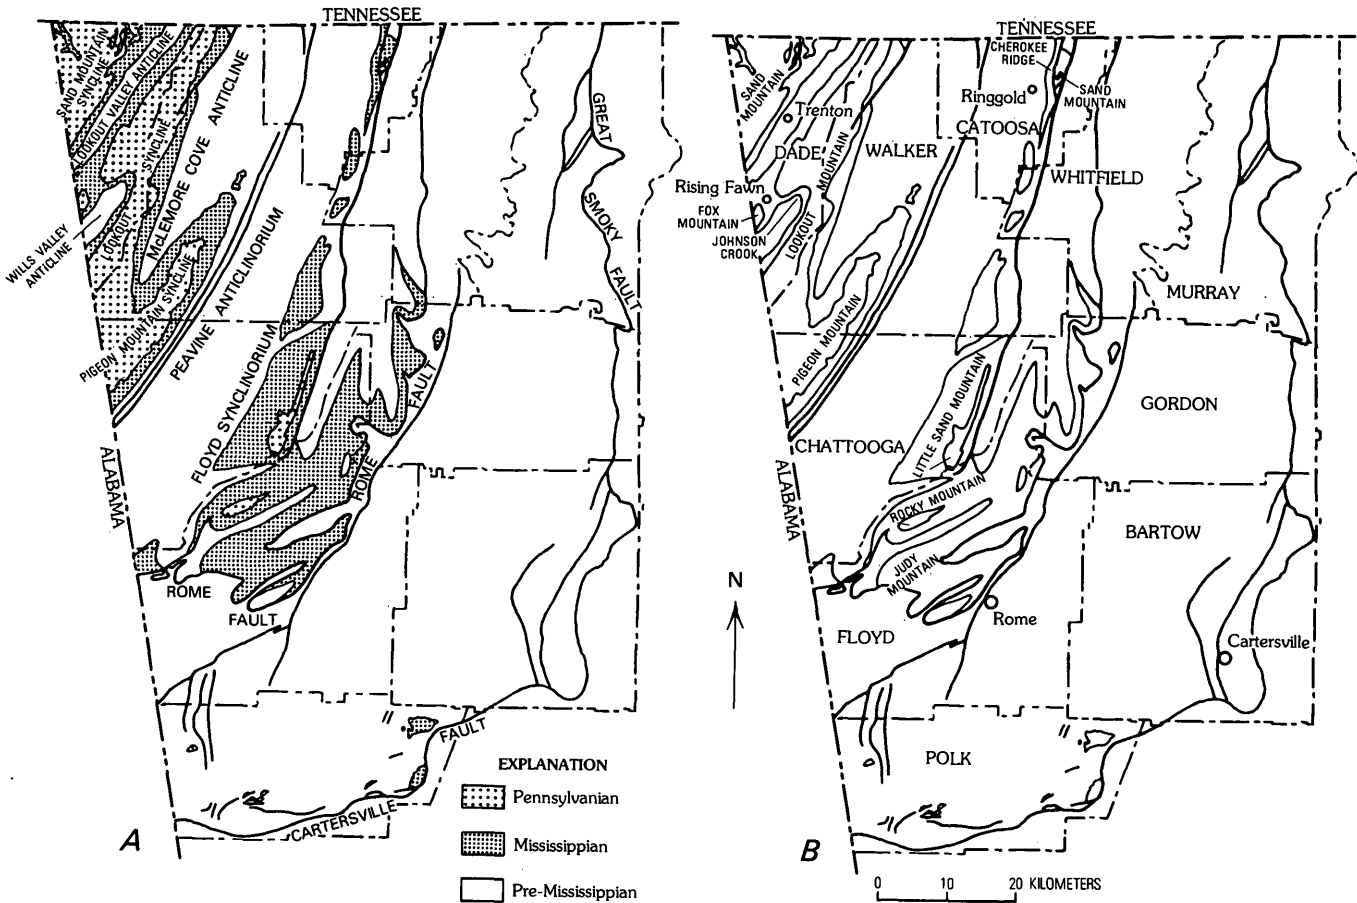 TENNESSEE
SAND MOUNTAIN
SYNCLINE
LOOKOUT VALLEY ANTICLINE
LOOKOUT SYNCLINE
McLEMORE COVE ANTICLINE
WILLS VALLEY
ANTICLINE
PIGEON MOUNTAIN SYNCLINE
PEAVINE ANTICLINORIUM
FLOYD SYNCLINORIUM
GREAT
SMOKY
FAULT
ROME
FAULT
ALABAMA
ROME
FAULT
FAULT
CARTERSVILLE
A
EXPLANATION
Pennsylvanian
Mississippian
Pre-Mississippian
TENNESSEE
CHEROKEE
RIDGE
SAND
MOUNTAIN
SAND
MOUNTAIN
Ringgold
Trenton
CATOOSA
DADE
WALKER
WHITFIELD
LOOKOUT MOUNTAIN
Rising Fawn
FOX
MOUNTAIN
JOHNSON
CROOK
MURRAY
PIGEON MOUNTAIN
LITTLE SAND MOUNTAIN
GORDON
CHATTOOGA
ALABAMA
ROCKY MOUNTAIN
BARTOW
JUDY
MOUNTAIN
N
Rome
FLOYD
Cartersville
POLK
B
0 10 20 KILOMETERS